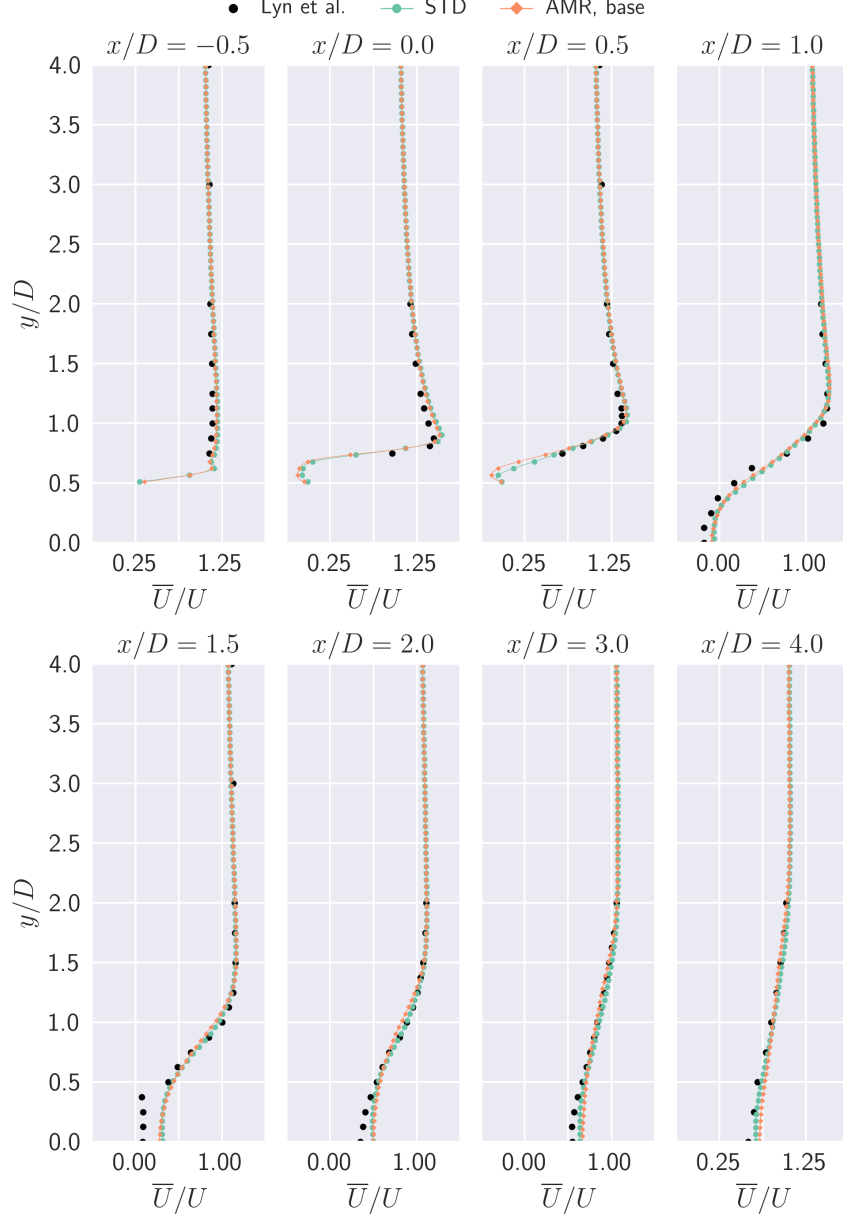 Lyn et al. STD AMR, base
x/D = −0.5 x/D = 0.0 x/D = 0.5 x/D = 1.0
4.0
3.5
3.0
2.5
2.0
1.5
1.0
0.5
0.0
y/D
0.25 1.25 0.25 1.25 0.25 1.25 0.00 1.00
U̅/U U̅/U U̅/U U̅/U
x/D = 1.5 x/D = 2.0 x/D = 3.0 x/D = 4.0
4.0
3.5
3.0
2.5
2.0
1.5
1.0
0.5
0.0
y/D
0.00 1.00 0.00 1.00 0.00 1.00 0.25 1.25
U̅/U U̅/U U̅/U U̅/U